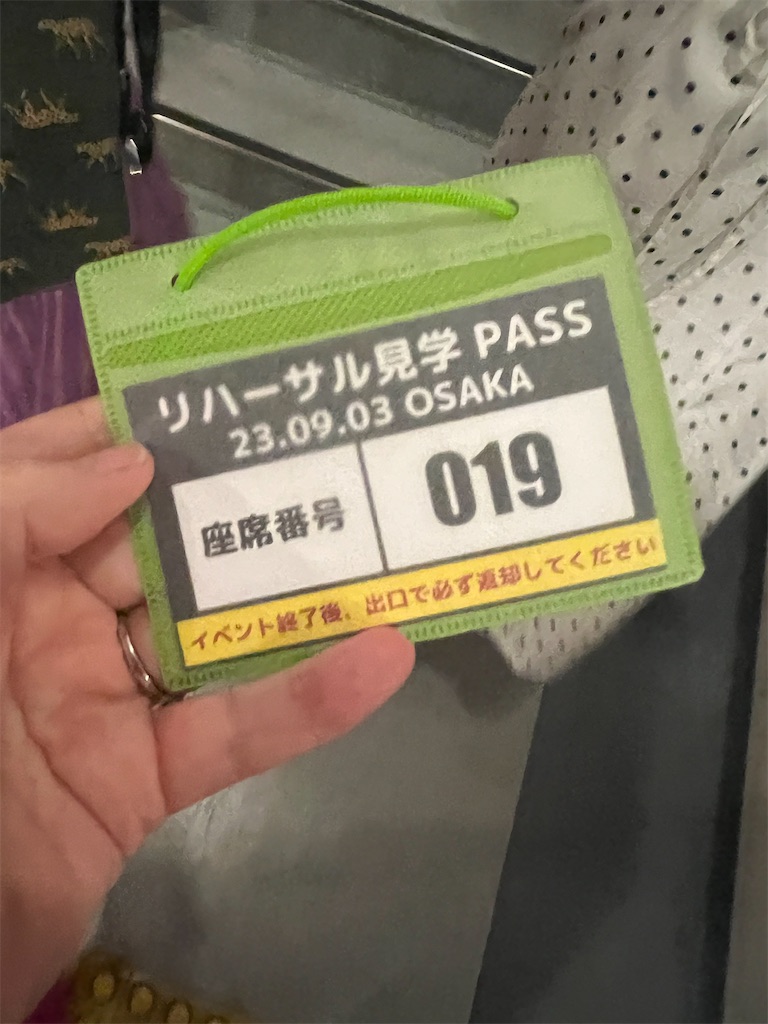 リハーサル見学 PASS
23.09.03 OSAKA
座席番号
019
イベント終了後、出口で必ず返却してください